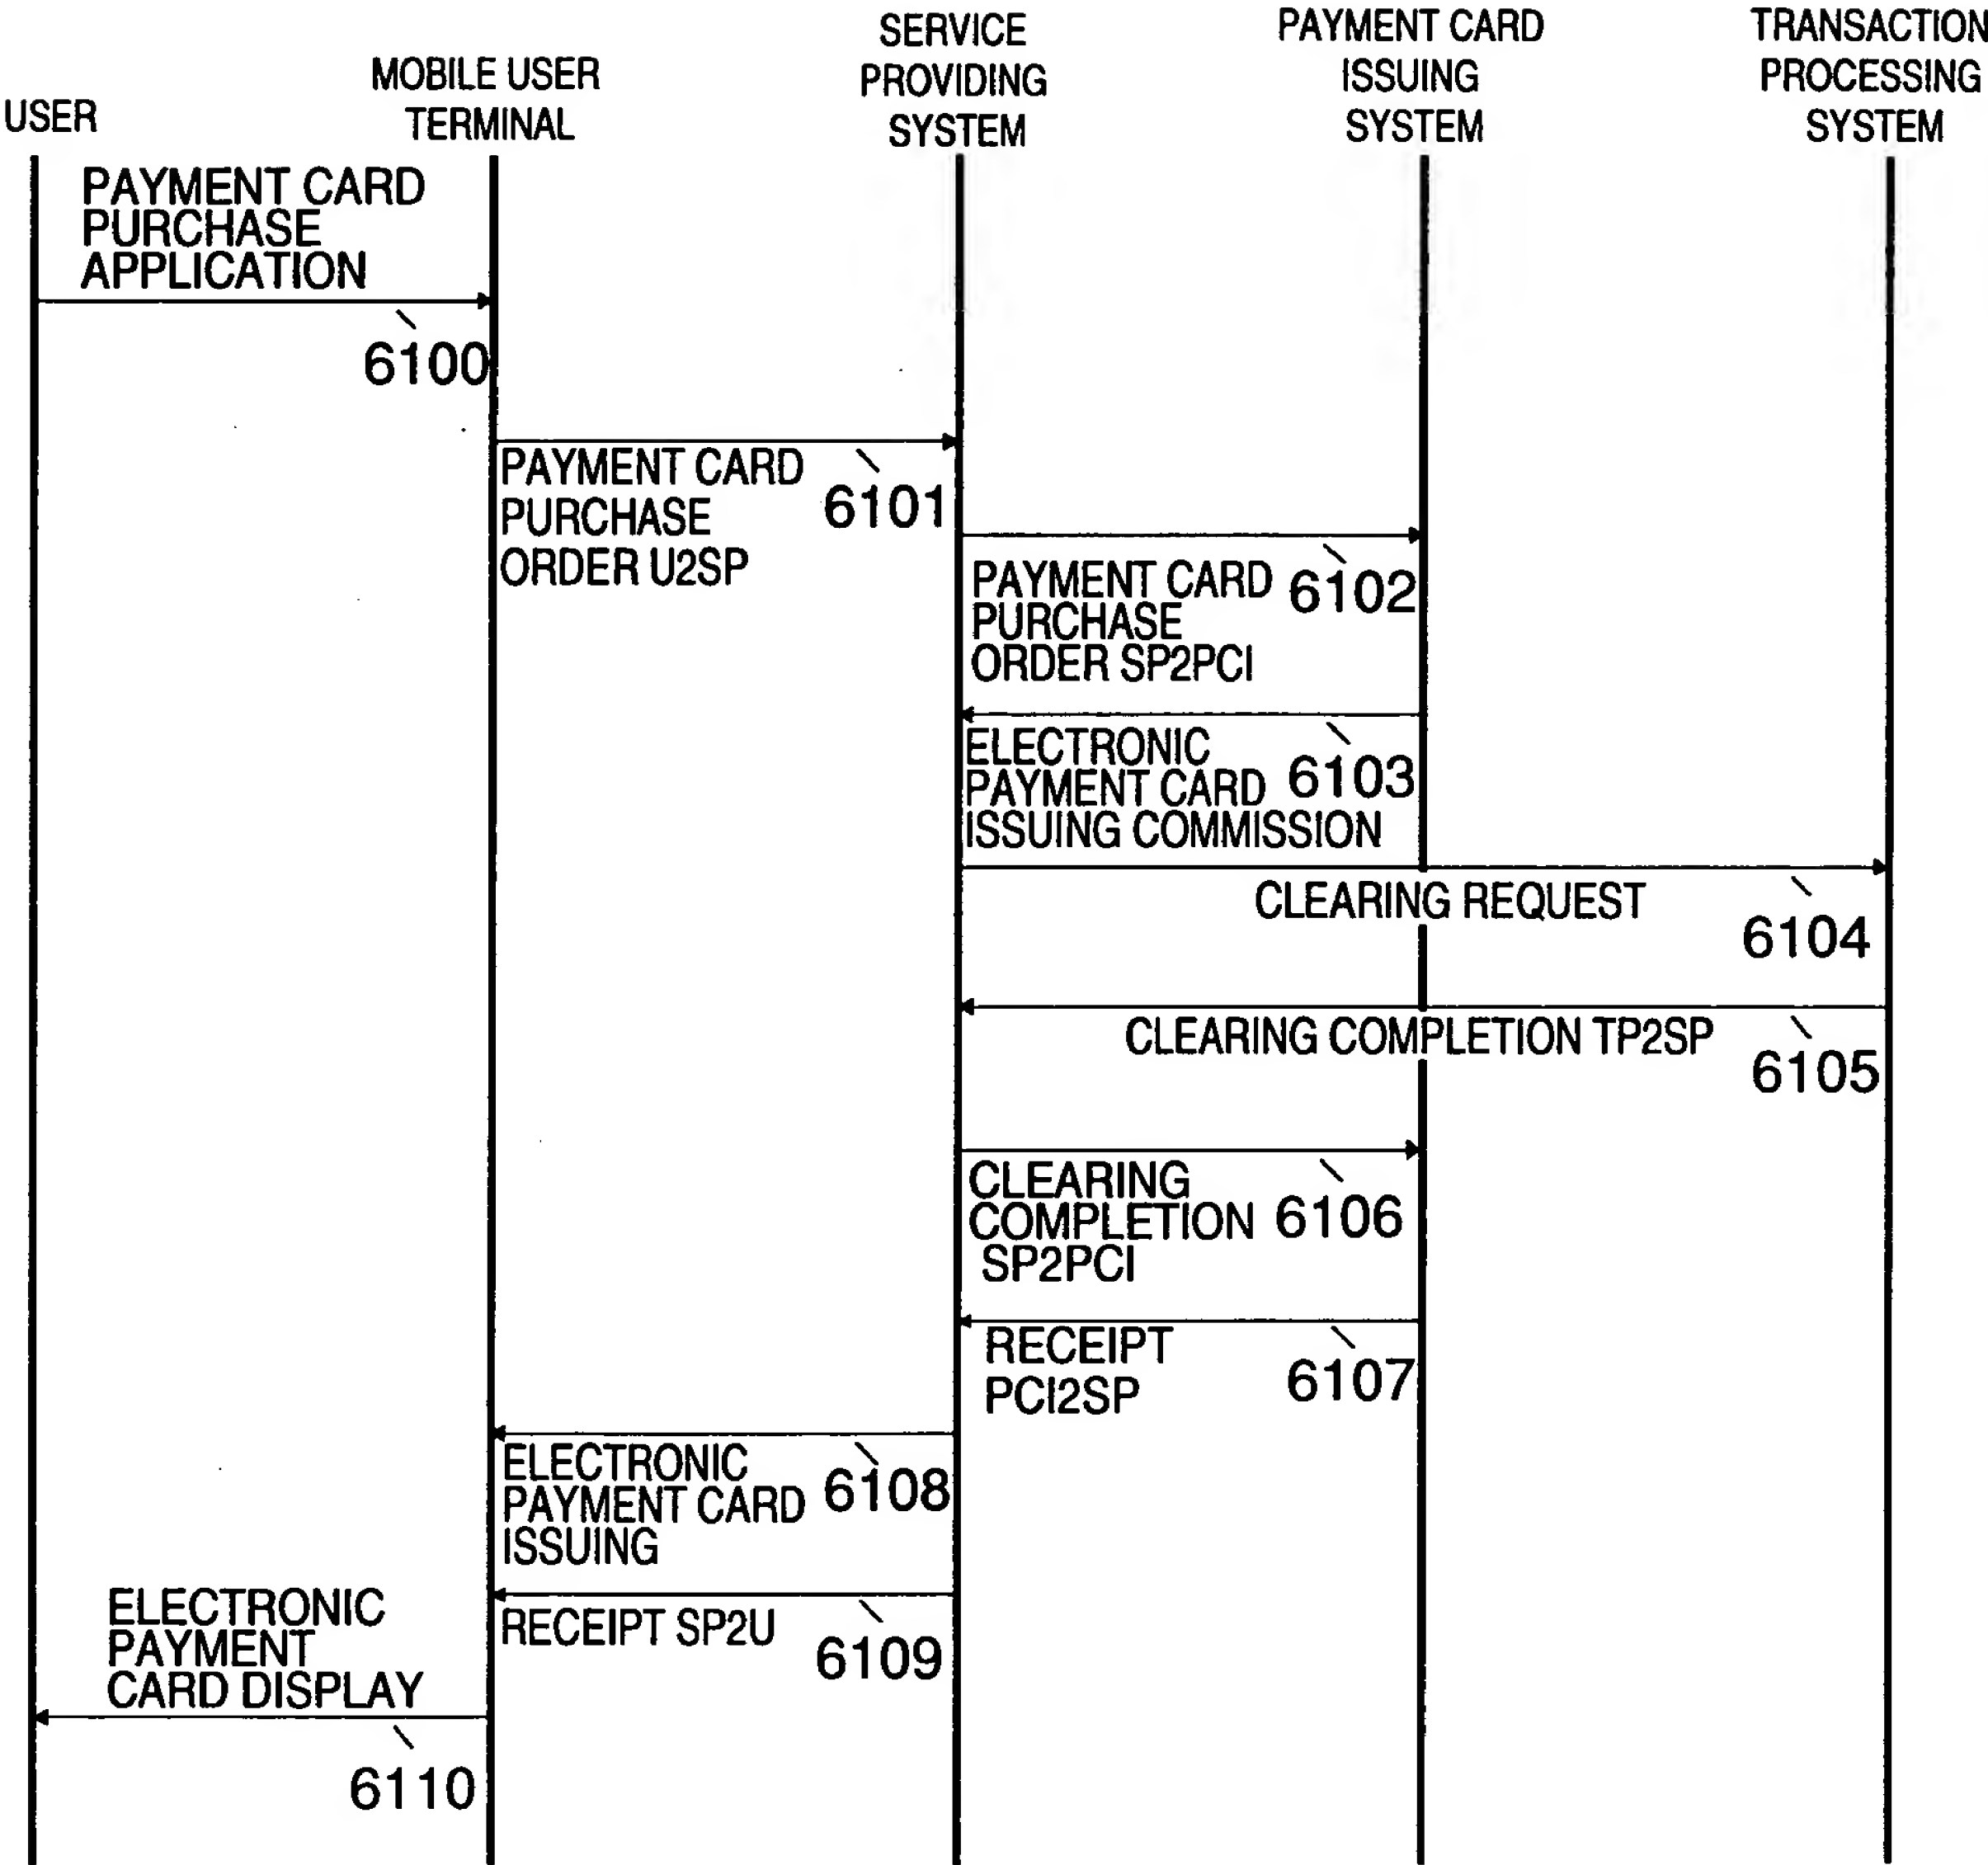 USER
MOBILE USER
TERMINAL
SERVICE
PROVIDING
SYSTEM
PAYMENT CARD
ISSUING
SYSTEM
TRANSACTION
PROCESSING
SYSTEM
PAYMENT CARD
PURCHASE
APPLICATION
6100
PAYMENT CARD
PURCHASE
ORDER U2SP
6101
PAYMENT CARD
PURCHASE
ORDER SP2PCI
6102
ELECTRONIC
PAYMENT CARD
ISSUING COMMISSION
6103
CLEARING REQUEST
6104
CLEARING COMPLETION TP2SP
6105
CLEARING
COMPLETION
SP2PCI
6106
RECEIPT
PCI2SP
6107
ELECTRONIC
PAYMENT CARD
ISSUING
6108
RECEIPT SP2U
6109
ELECTRONIC
PAYMENT
CARD DISPLAY
6110